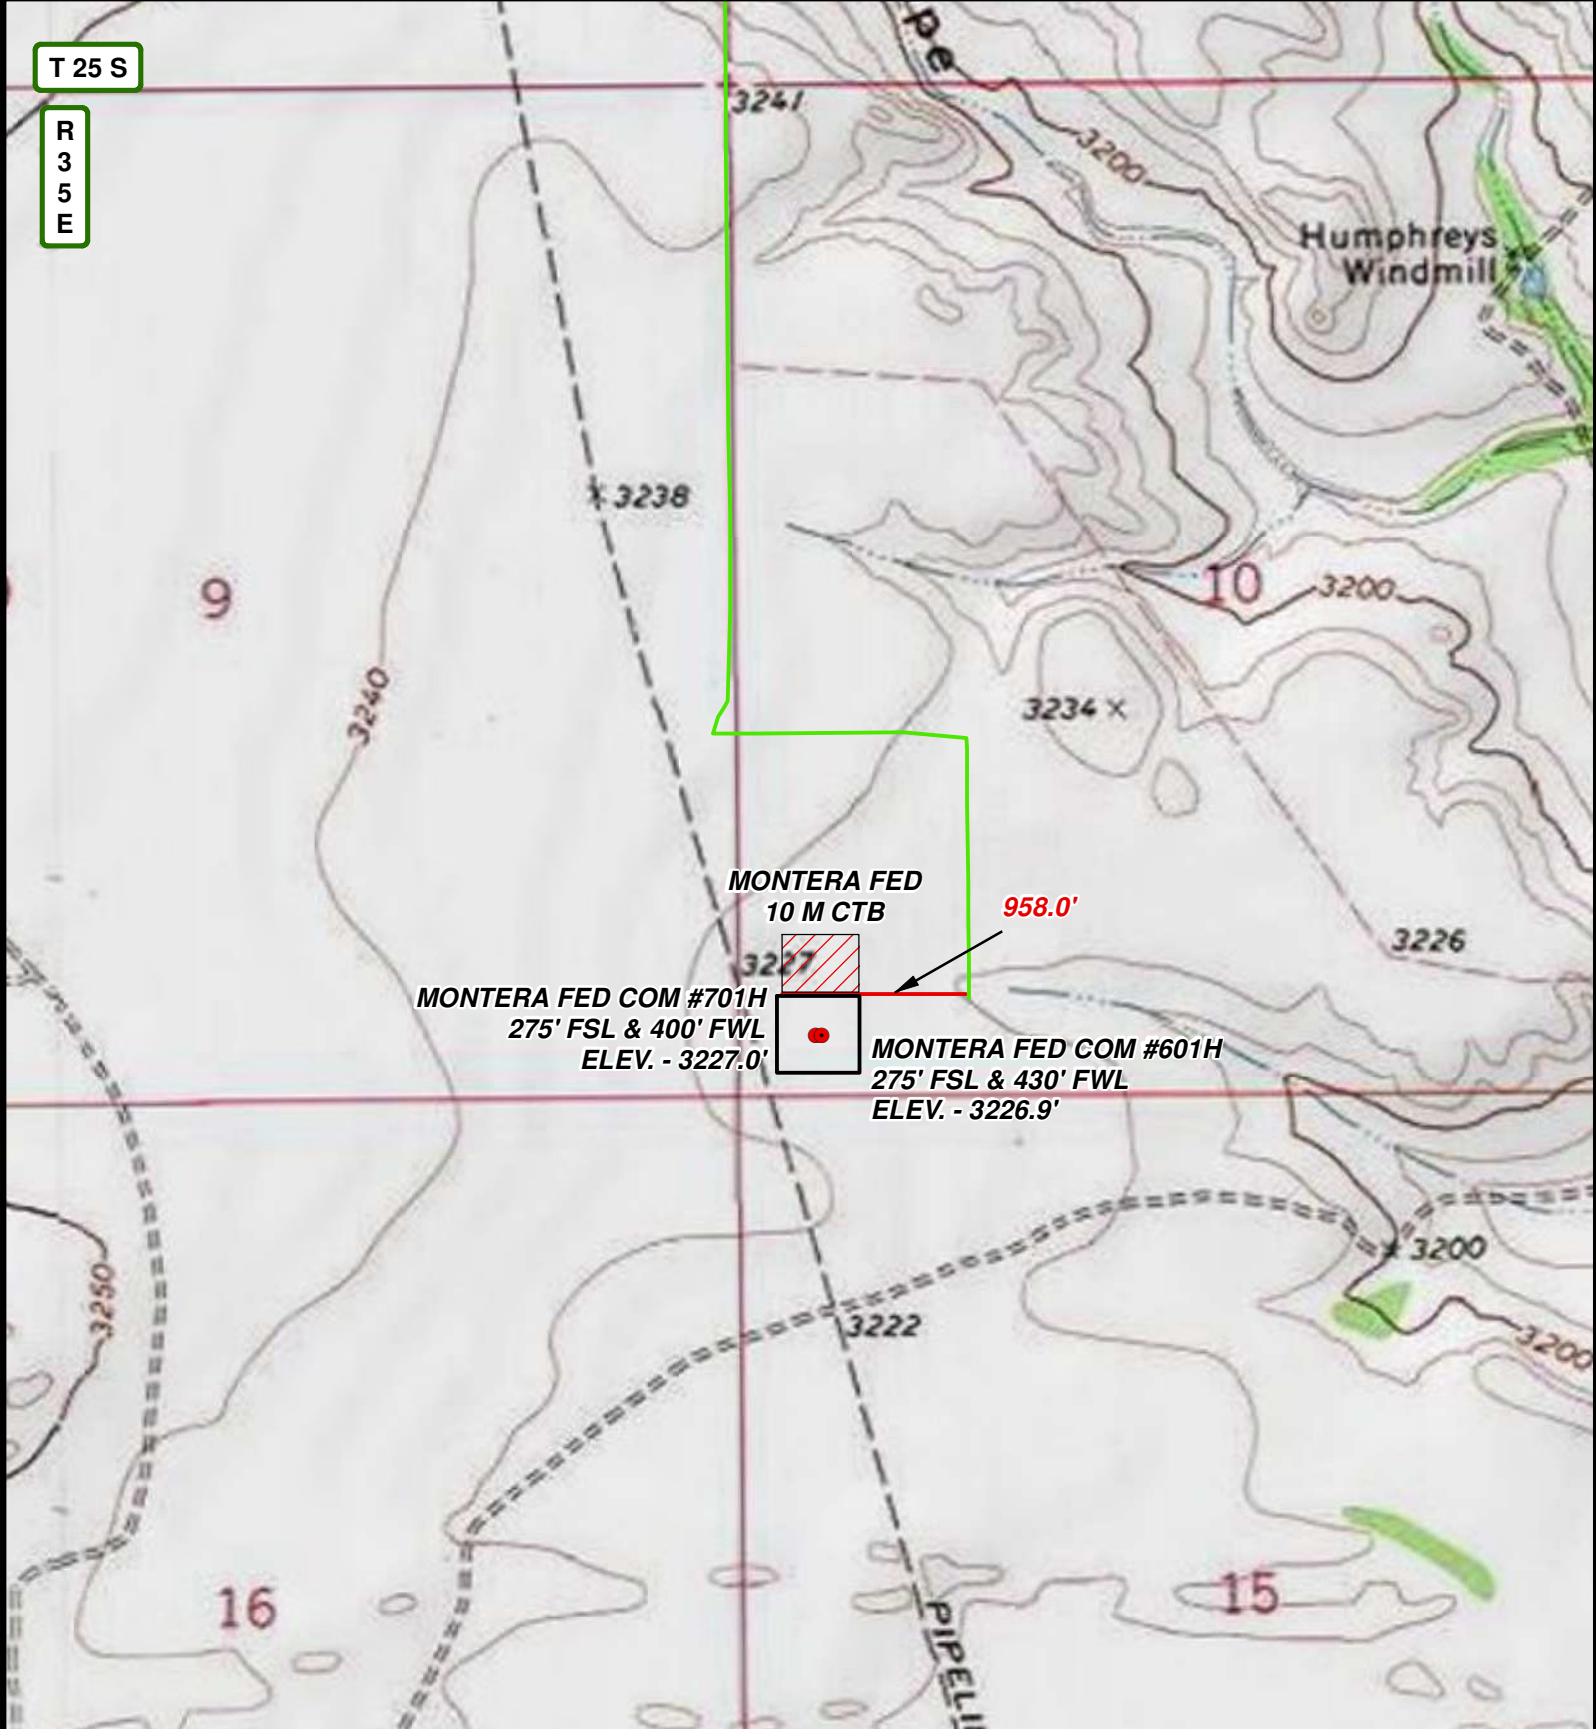 T 25 S
R
3
5
E
pe
3241
3200
Humphreys
Windmill
3238
9
10
3200
3240
3234
MONTERA FED
10 M CTB
958.0'
3226
3227
MONTERA FED COM #701H
275' FSL & 400' FWL
ELEV. - 3227.0'
MONTERA FED COM #601H
275' FSL & 430' FWL
ELEV. - 3226.9'
3200
3250
3222
3200
16
15
PIPELI